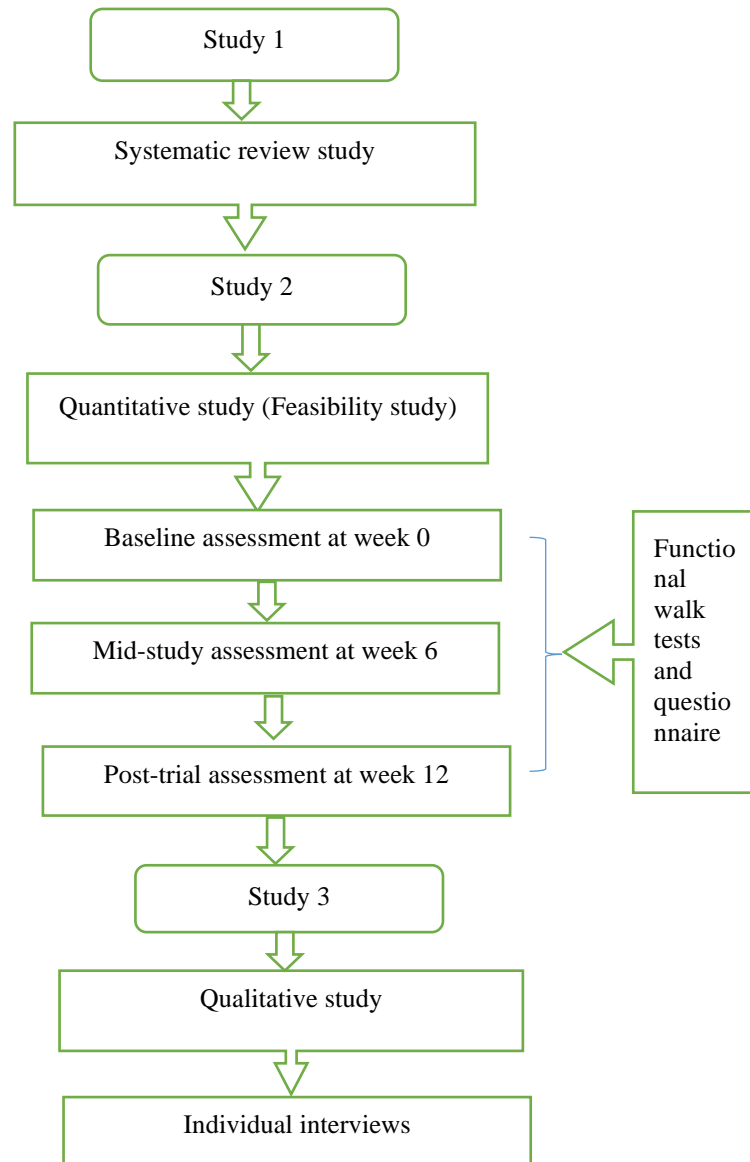 Study 1
Systematic review study
Study 2
Quantitative study (Feasibility study)
Baseline assessment at week 0
Mid-study assessment at week 6
Post-trial assessment at week 12
Functio
nal
walk
tests
and
questio
nnaire
Study 3
Qualitative study
Individual interviews